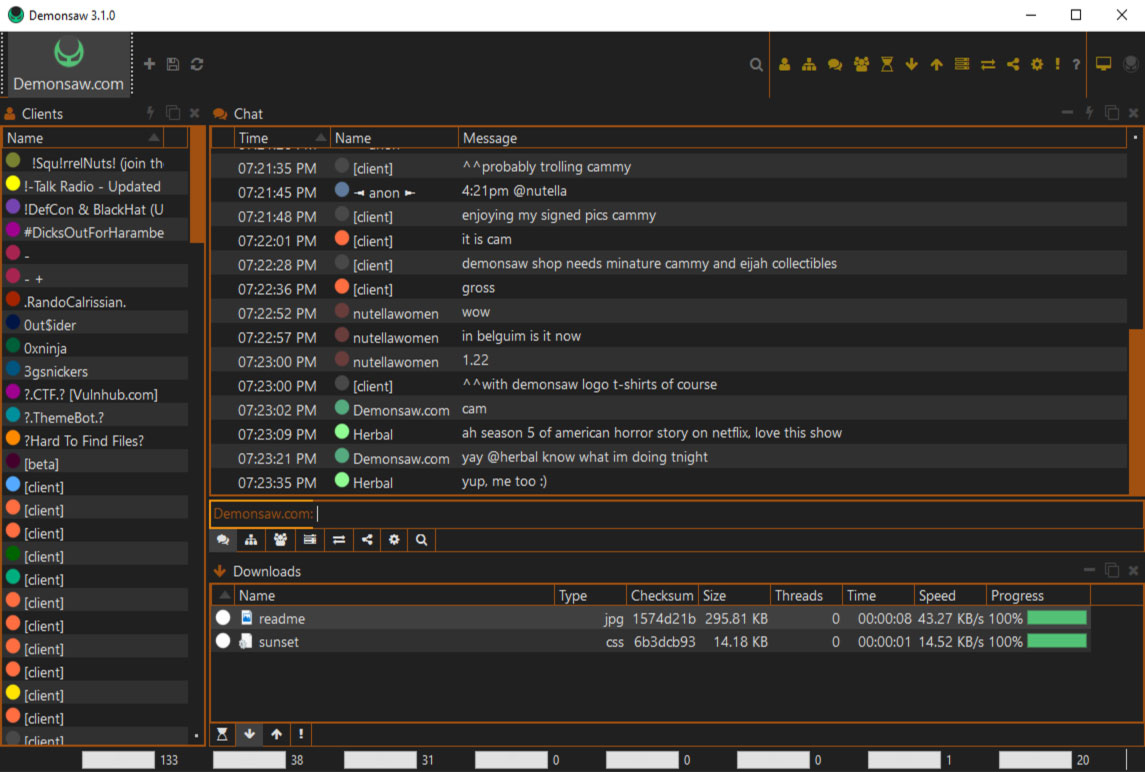 Demonsaw 3.1.0
Demonsaw.com
?
Clients
Name
!Squ!rrelNuts! (join th
!-Talk Radio - Updated
!DefCon & BlackHat (U
#DicksOutForHarambe
-
- +
.RandoCalrissian.
0ut$ider
0xninja
3gsnickers
?.CTF.? [Vulnhub.com]
?.ThemeBot.?
?Hard To Find Files?
[beta]
[client]
[client]
[client]
[client]
[client]
[client]
[client]
[client]
[client]
[client]
[client]
[client]
Chat
Time Name Message
07:21:35 PM [client] ^^probably trolling cammy
07:21:45 PM ◄ anon ► 4:21pm @nutella
07:21:48 PM [client] enjoying my signed pics cammy
07:22:01 PM [client] it is cam
07:22:28 PM [client] demonsaw shop needs minature cammy and eijah collectibles
07:22:36 PM [client] gross
07:22:52 PM nutellawomen wow
07:22:57 PM nutellawomen in belguim is it now
07:23:00 PM nutellawomen 1.22
07:23:00 PM [client] ^^with demonsaw logo t-shirts of course
07:23:02 PM Demonsaw.com cam
07:23:09 PM Herbal ah season 5 of american horror story on netflix, love this show
07:23:21 PM Demonsaw.com yay @herbal know what im doing tnight
07:23:35 PM Herbal yup, me too :)
Demonsaw.com:
Downloads
Name Type Checksum Size Threads Time Speed Progress
readme jpg 1574d21b 295.81 KB 0 00:00:08 43.27 KB/s 100%
sunset css 6b3dcb93 14.18 KB 0 00:00:01 14.52 KB/s 100%
133 38 31 0 0 0 1 20